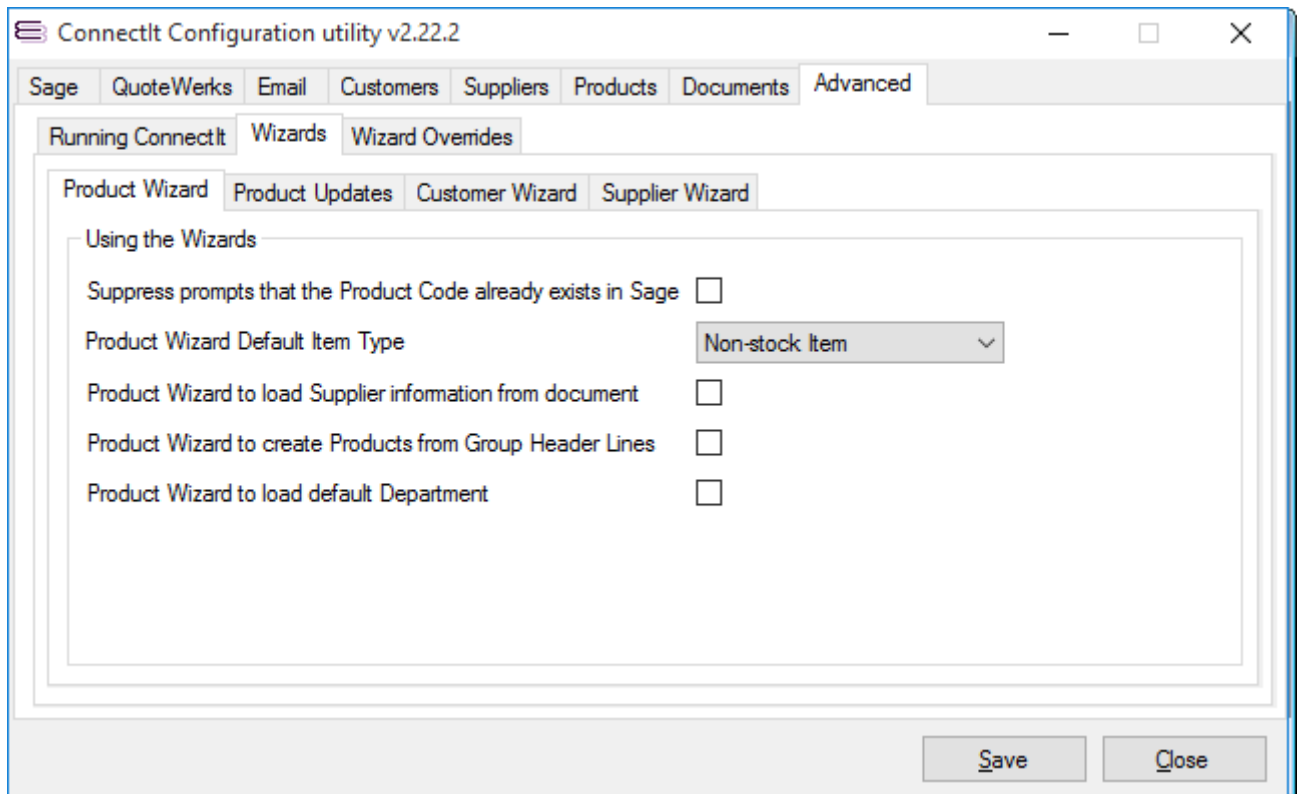 ConnectIt Configuration utility v2.22.2
Sage QuoteWerks Email Customers Suppliers Products Documents Advanced
Running ConnectIt Wizards Wizard Overrides
Product Wizard Product Updates Customer Wizard Supplier Wizard
Using the Wizards
Suppress prompts that the Product Code already exists in Sage
Product Wizard Default Item Type Non-stock Item
Product Wizard to load Supplier information from document
Product Wizard to create Products from Group Header Lines
Product Wizard to load default Department
Save Close